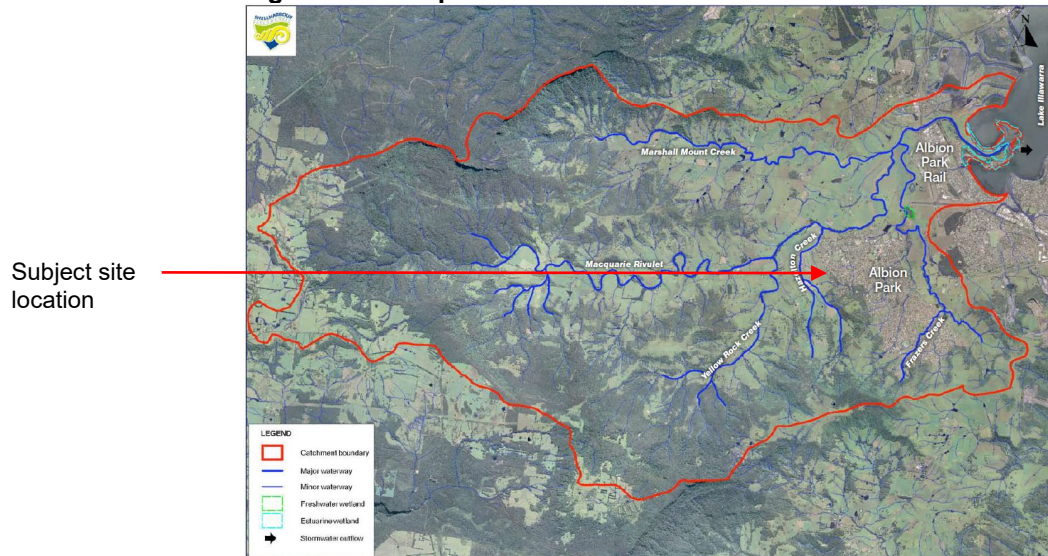 N
Lake Illawarra
Marshall Mount Creek
Albion
Park
Rail
Macquarie Rivulet
Subject site
location
Albion
Park
Yellow Rock Creek
Frazers Creek
LEGEND
Catchment boundary
Major waterway
Minor waterway
Freshwater wetland
Estuarine wetland
Stormwater outflow